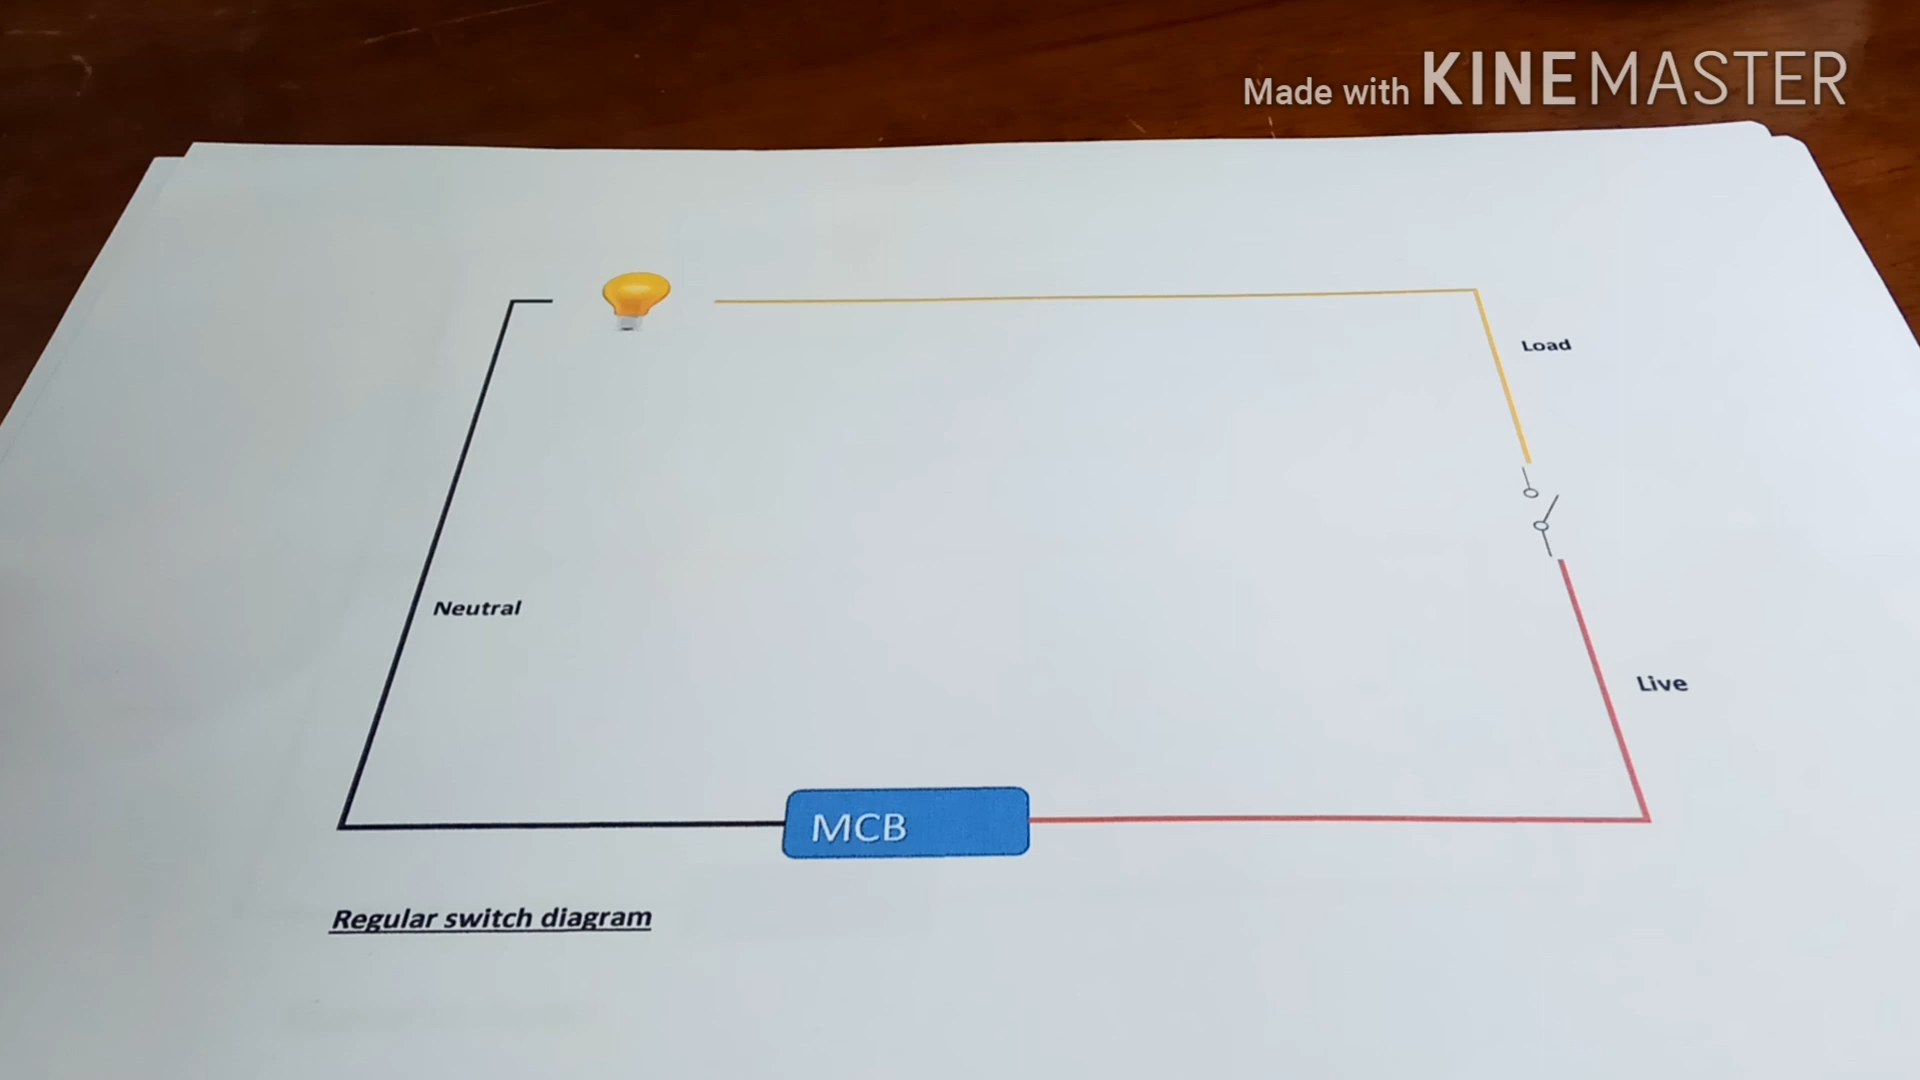 Made with KINEMASTER
Load
Neutral
Live
MCB
Regular switch diagram